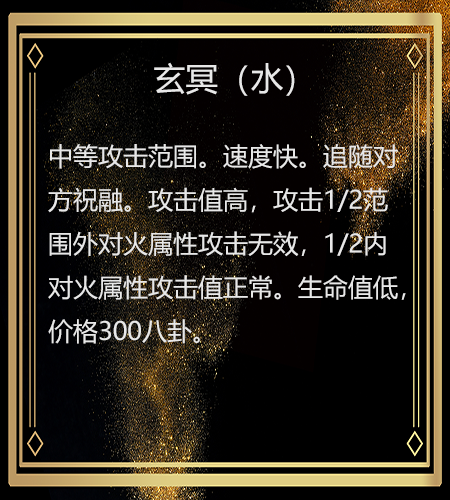 玄冥（水）
中等攻击范围。速度快。追随对
方祝融。攻击值高，攻击1/2范
围外对火属性攻击无效，1/2内
对火属性攻击值正常。生命值低，
价格300八卦。